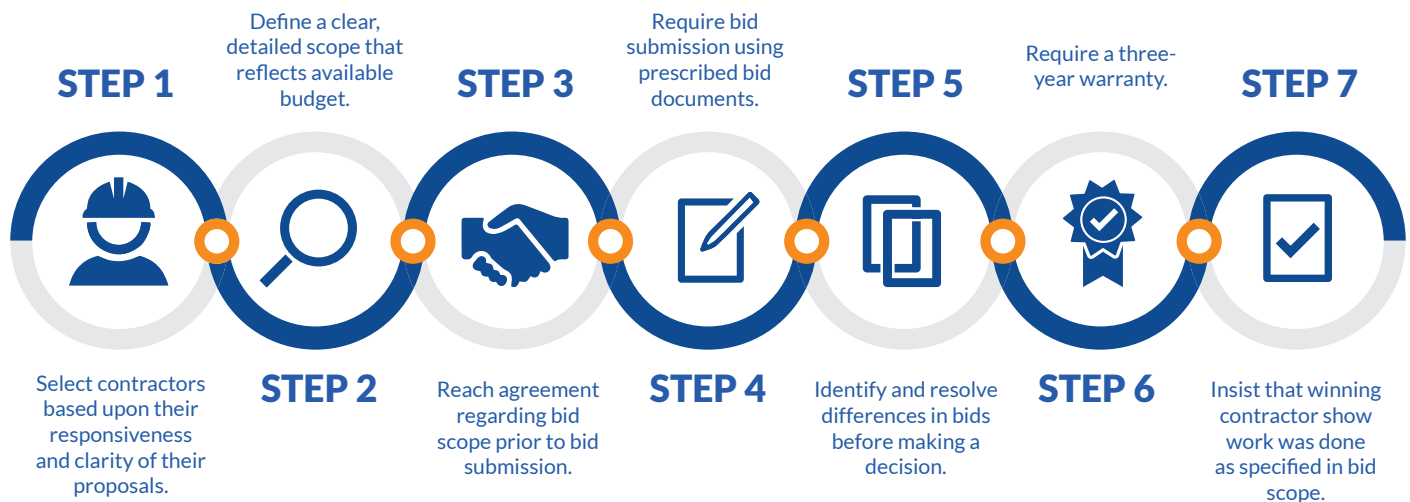 STEP 1
Select contractors
based upon their
responsiveness
and clarity of their
proposals.
Define a clear,
detailed scope that
reflects available
budget.
STEP 2
STEP 3
Reach agreement
regarding bid
scope prior to bid
submission.
Require bid
submission using
prescribed bid
documents.
STEP 4
STEP 5
Identify and resolve
differences in bids
before making a
decision.
Require a three-
year warranty.
STEP 6
STEP 7
Insist that winning
contractor show
work was done
as specified in bid
scope.